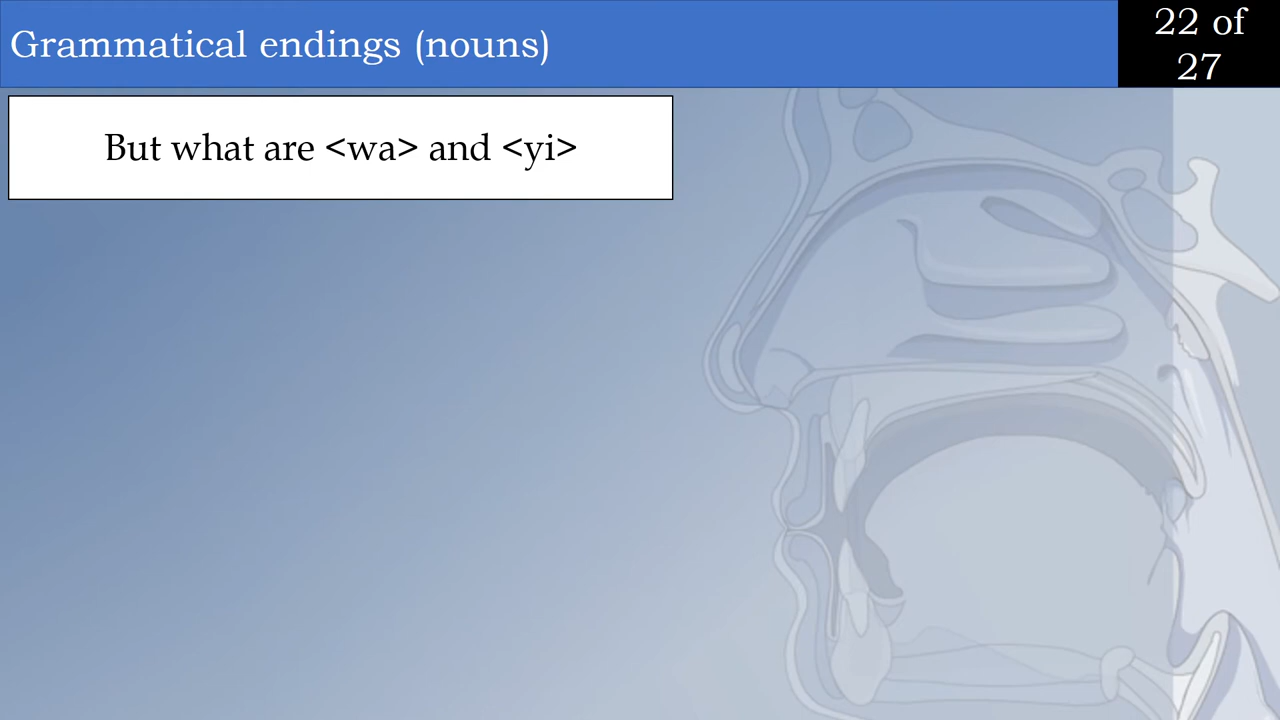 Grammatical endings (nouns)
22 of
27
But what are <wa> and <yi>